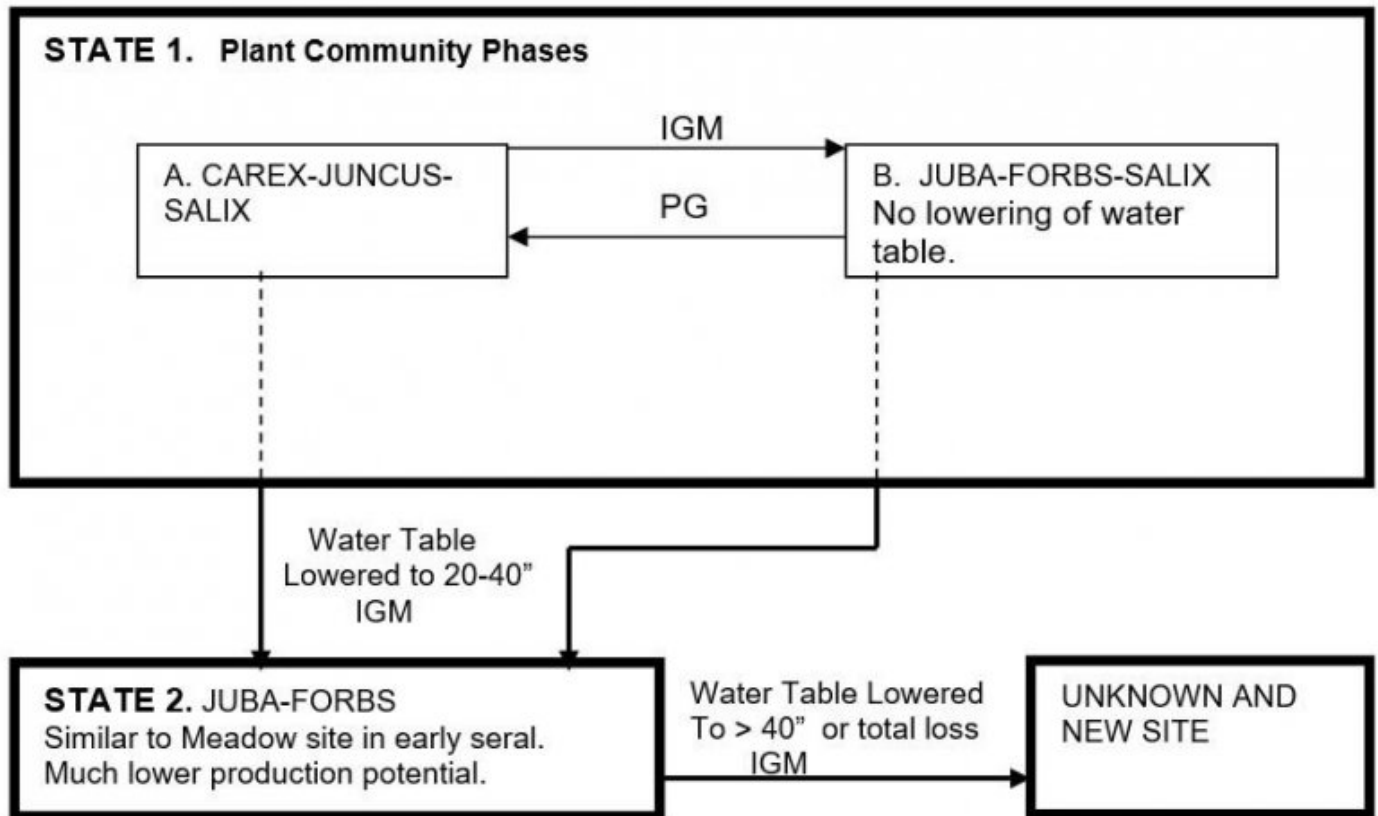 STATE 1. Plant Community Phases
IGM
A. CAREX-JUNCUS-
SALIX
PG
B. JUBA-FORBS-SALIX
No lowering of water
table.
Water Table
Lowered to 20-40”
IGM
STATE 2. JUBA-FORBS
Similar to Meadow site in early seral.
Much lower production potential.
Water Table Lowered
To > 40” or total loss
IGM
UNKNOWN AND
NEW SITE